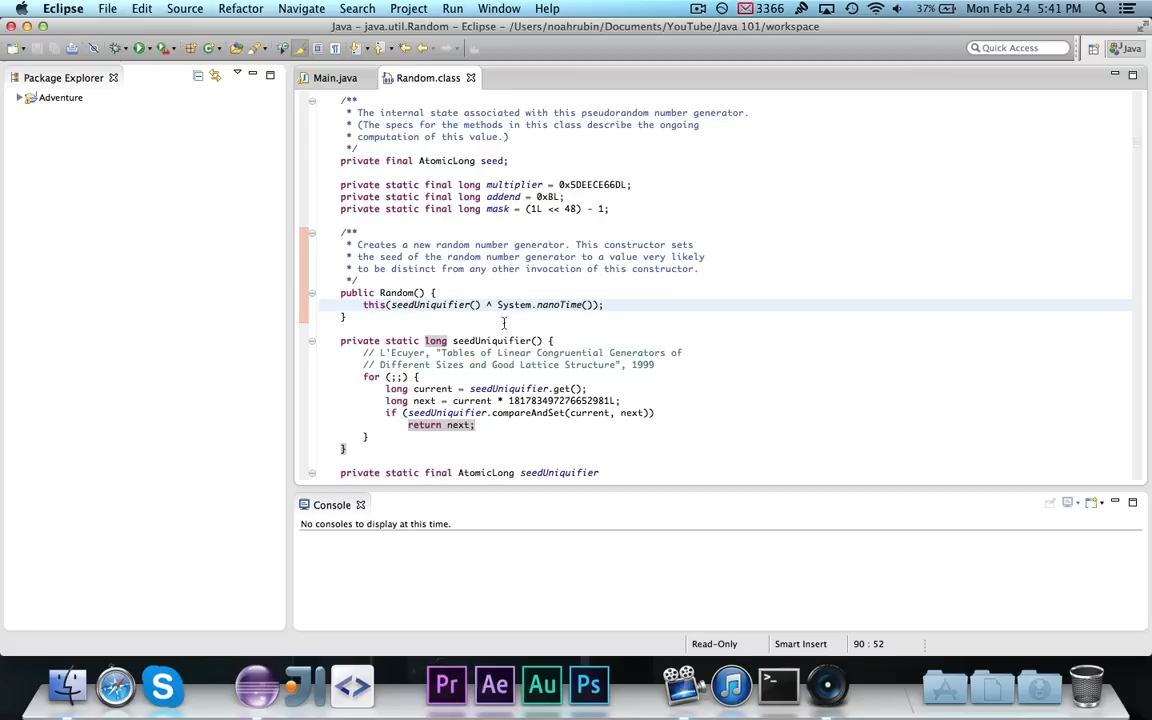 Eclipse File Edit Source Refactor Navigate Search Project Run Window Help 3366 37% Mon Feb 24 5:41 PM
Java - java.util.Random - Eclipse - /Users/noahrubin/Documents/YouTube/Java 101/workspace
Quick Access Java
Package Explorer Main.java Random.class
Adventure
/**
* The internal state associated with this pseudorandom number generator.
* (The specs for the methods in this class describe the ongoing
* computation of this value.)
*/
private final AtomicLong seed;
private static final long multiplier = 0x5DEECE66DL;
private static final long addend = 0xBL;
private static final long mask = (1L << 48) - 1;
/**
* Creates a new random number generator. This constructor sets
* the seed of the random number generator to a value very likely
* to be distinct from any other invocation of this constructor.
*/
public Random() {
this(seedUniquifier() ^ System.nanoTime());
}
private static long seedUniquifier() {
// L'Ecuyer, "Tables of Linear Congruential Generators of
// Different Sizes and Good Lattice Structure", 1999
for (;;) {
long current = seedUniquifier.get();
long next = current * 181783497276652981L;
if (seedUniquifier.compareAndSet(current, next))
return next;
}
}
private static final AtomicLong seedUniquifier
Console
No consoles to display at this time.
Read-Only Smart Insert 90 : 52
Pr Ae Au Ps